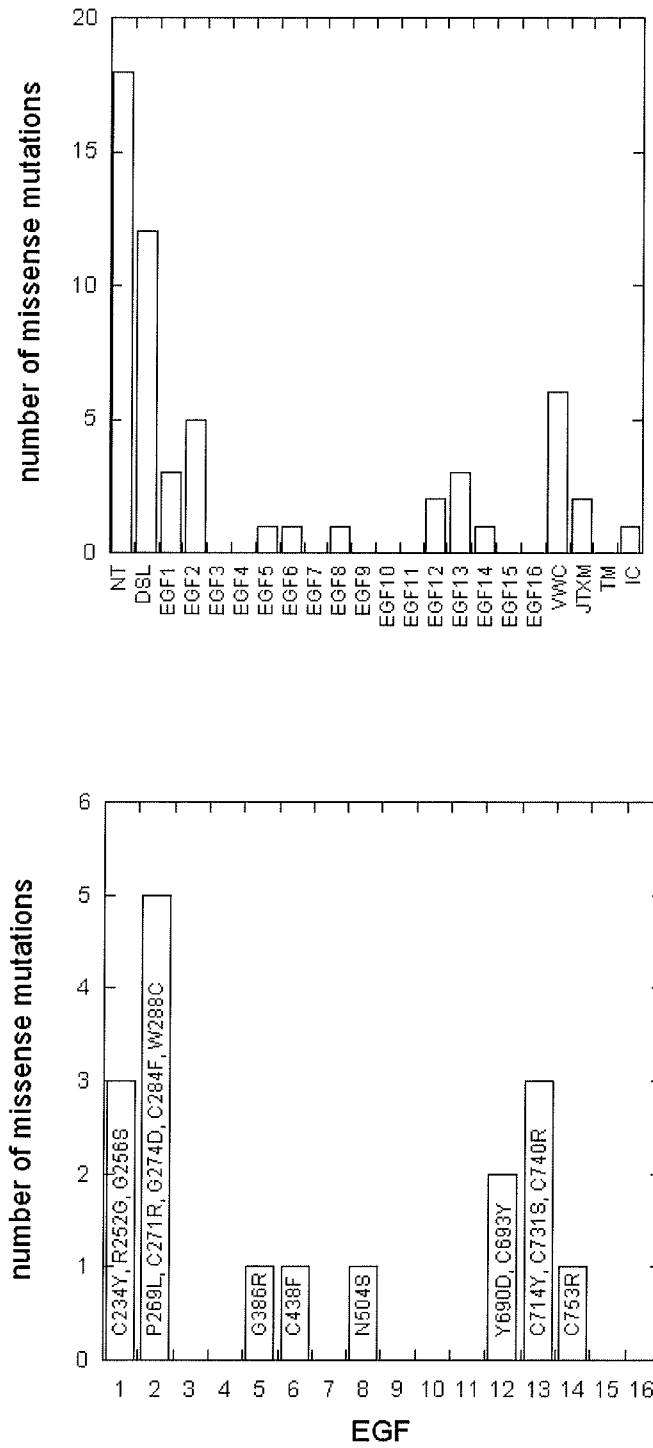 number of missense mutations
20
15
10
5
0
NT
DSL
EGF1
EGF2
EGF3
EGF4
EGF5
EGF6
EGF7
EGF8
EGF9
EGF10
EGF11
EGF12
EGF13
EGF14
EGF15
EGF16
VWC
JTXM
TM
IC
number of missense mutations
6
5
4
3
2
1
0
C234Y, R252G, G256S
P269L, C271R, G274D, C284F, W288C
G386R
C438F
N504S
Y690D, C693Y
C714Y, C731S, C740R
C753R
1 2 3 4 5 6 7 8 9 10 11 12 13 14 15 16
EGF